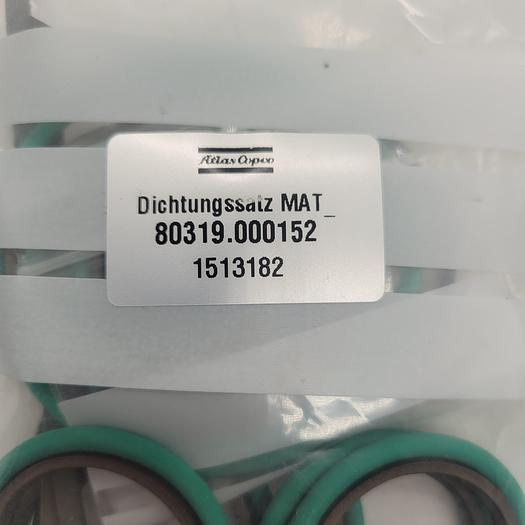 Atlas Copco
Dichtungssatz MAT_
80319.000152
1513182